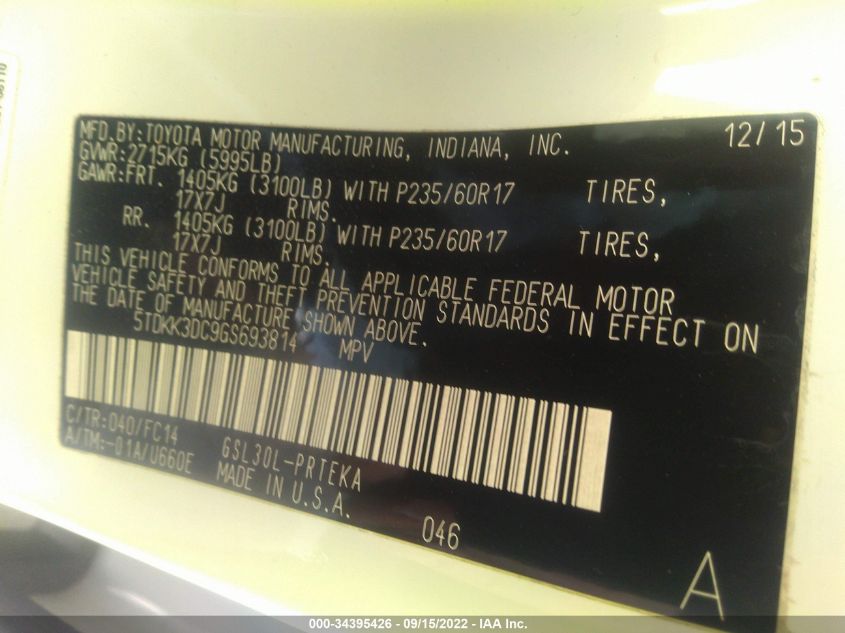 MFD.BY:TOYOTA MOTOR MANUFACTURING, INDIANA, INC. 12/15
GVWR:2715KG (5995LB)
GAWR:FRT. 1405KG (3100LB) WITH P235/60R17 TIRES,
17X7J RIMS.
RR. 1405KG (3100LB) WITH P235/60R17 TIRES,
17X7J RIMS.
THIS VEHICLE CONFORMS TO ALL APPLICABLE FEDERAL MOTOR
VEHICLE SAFETY AND THEFT PREVENTION STANDARDS IN EFFECT ON
THE DATE OF MANUFACTURE SHOWN ABOVE.
5TDKK3DC9GS693814 MPV
C/TR:040/FC14
A/TM:-01A/U660E
GSL30L-PRTEKA
MADE IN U.S.A.
046
A
000-34395426 - 09/15/2022 - IAA Inc.